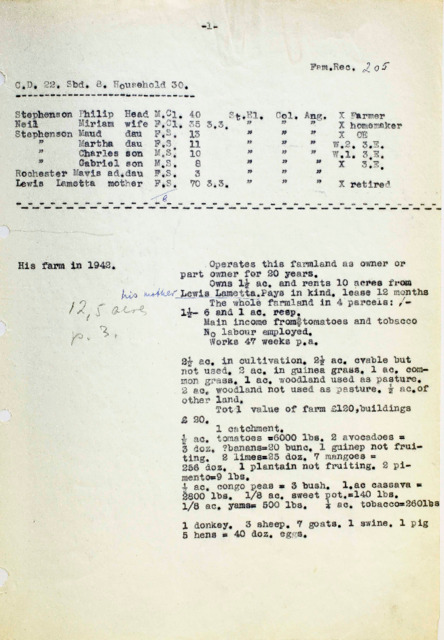 -1-
Fam.Rec. 205
C.D. 22. Sbd. 8. Household 30.
Stephenson Philip Head M.Cl. 40 St.El. Col. Ang. X Farmer
Neil Miriam wife F.Cl. 35 3.3. " " " X homemaker
Stephenson Maud dau F.S. 13 " " " X OE
" Martha dau F.S. 11 " " " W.2. 3.E.
" Charles son M.S. 10 " " " W.1. 3.E.
" Gabriel son M.S. 8 " " " X 3.E.
Rochester Mavis ad.dau F.S. 3 " " "
Lewis Lametta mother F.S. 70 3.3. " " " X retired
His farm in 1942. Operates this farmland as owner or
part owner for 20 years.
Owns 1½ ac. and rents 10 acres from
his mother Lewis Lametta. Pays in kind, lease 12 months
The whole farmland in 4 parcels: /-
12,5 acre
1½- 6 and 1 ac. resp.
Main income from tomatoes and tobacco
No labour employed.
p. 3.
Works 47 weeks p.a.
2½ ac. in cultivation. 2½ ac. cvable but
not used. 2 ac. in guinea grass. 1 ac. com-
mon grass. 1 ac. woodland used as pasture.
2 ac. woodland not used as pasture. ½ ac.of
other land.
Totl value of farm £120,buildings
£ 20.
1 catchment.
½ ac. tomatoes =6000 lbs. 2 avocadoes =
3 doz. 7banans=20 bunc. 1 guinep not frui-
ting. 2 limes=25 doz. 7 mangoes =
256 doz. 1 plantain not fruiting. 2 pi-
mento=9 lbs.
½ ac. congo peas = 3 bush. 1.ac cassava =
2800 lbs. 1/8 ac. sweet pot.=140 lbs.
1/8 ac. yams= 500 lbs. ¼ ac. tobacco=260lbs
1 donkey. 3 sheep. 7 goats. 1 swine. 1 pig
5 hens = 40 doz. eggs.